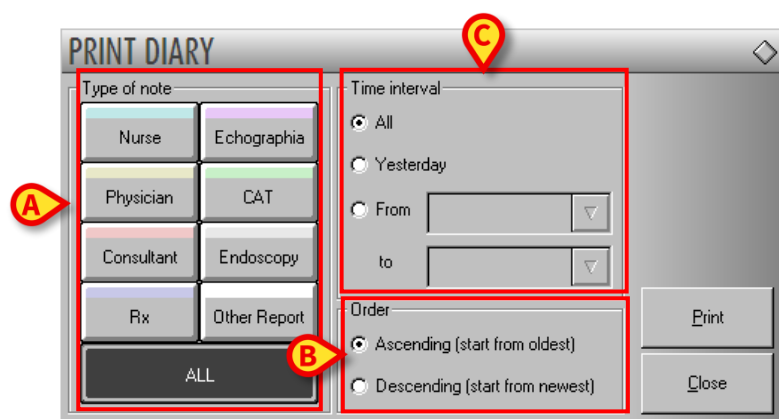 PRINT DIARY
C
Type of note
Nurse
Echographia
Physician
CAT
Consultant
Endoscopy
Rx
Other Report
ALL
A
Time interval
All
Yesterday
From
to
Order
Ascending (start from oldest)
Descending (start from newest)
B
Print
Close